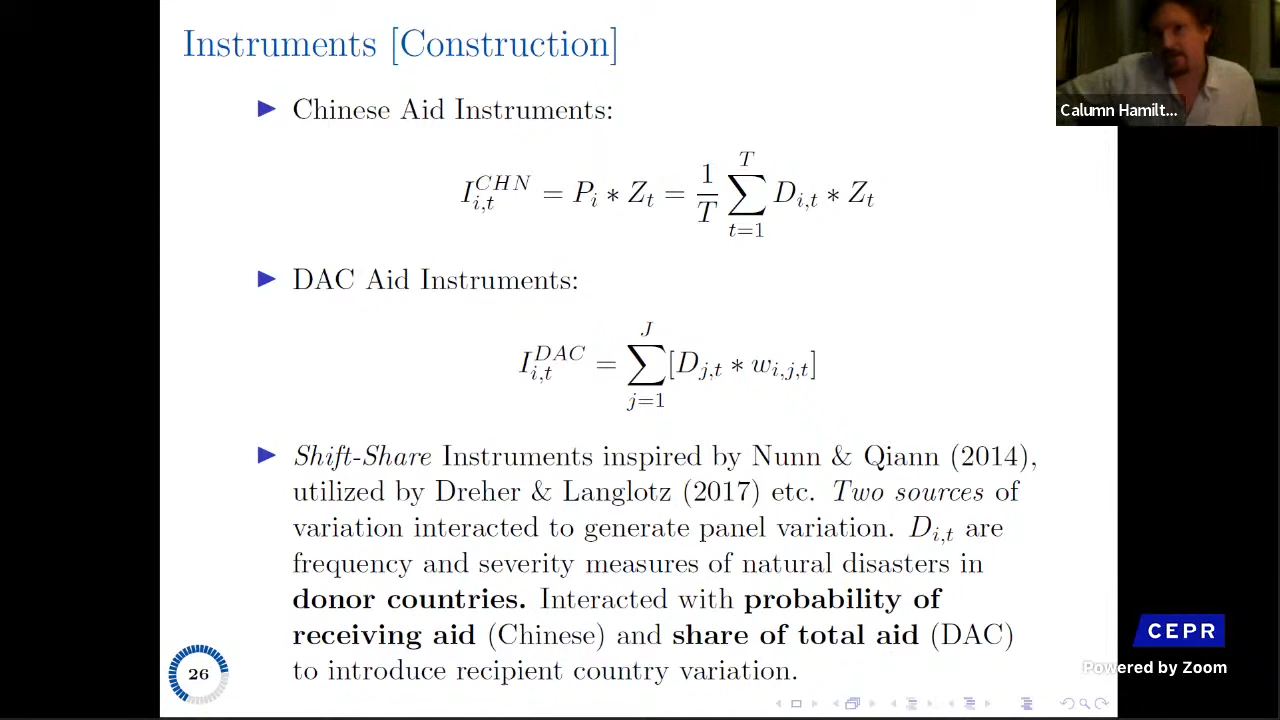 Instruments [Construction]
Calumn Hamilt...
▶ Chinese Aid Instruments:
I_{i,t}^{CHN} = P_i * Z_t = \frac{1}{T} \sum_{t=1}^{T} D_{i,t} * Z_t
▶ DAC Aid Instruments:
I_{i,t}^{DAC} = \sum_{j=1}^{J} [D_{j,t} * w_{i,j,t}]
▶ Shift-Share Instruments inspired by Nunn & Qiann (2014),
utilized by Dreher & Langlotz (2017) etc. Two sources of
variation interacted to generate panel variation. D_{i,t} are
frequency and severity measures of natural disasters in
donor countries. Interacted with probability of
receiving aid (Chinese) and share of total aid (DAC)
to introduce recipient country variation.
26
CEPR
Powered by Zoom